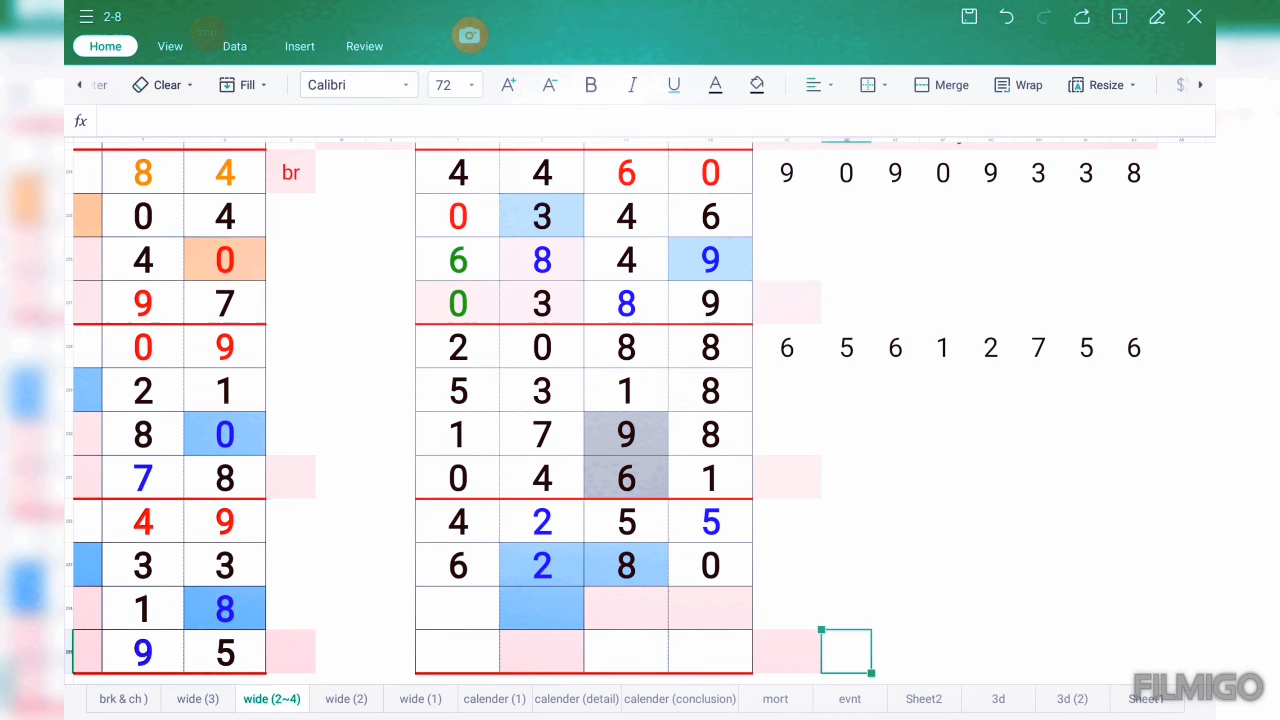 2-8
1
Home View Data Insert Review
ter Clear Fill Calibri 72 A+ A- B I U A Merge Wrap Resize $
fx
8 4 br 4 4 6 0 9 0 9 0 9 3 3 8
0 4 0 3 4 6
4 0 6 8 4 9
9 7 0 3 8 9
0 9 2 0 8 8 6 5 6 1 2 7 5 6
2 1 5 3 1 8
8 0 1 7 9 8
7 8 0 4 6 1
4 9 4 2 5 5
3 3 6 2 8 0
1 8
9 5
brk & ch ) wide (3) wide (2~4) wide (2) wide (1) calender (1) calender (detail) calender (conclusion) mort evnt Sheet2 3d 3d (2) Sheet1
FILMIGO